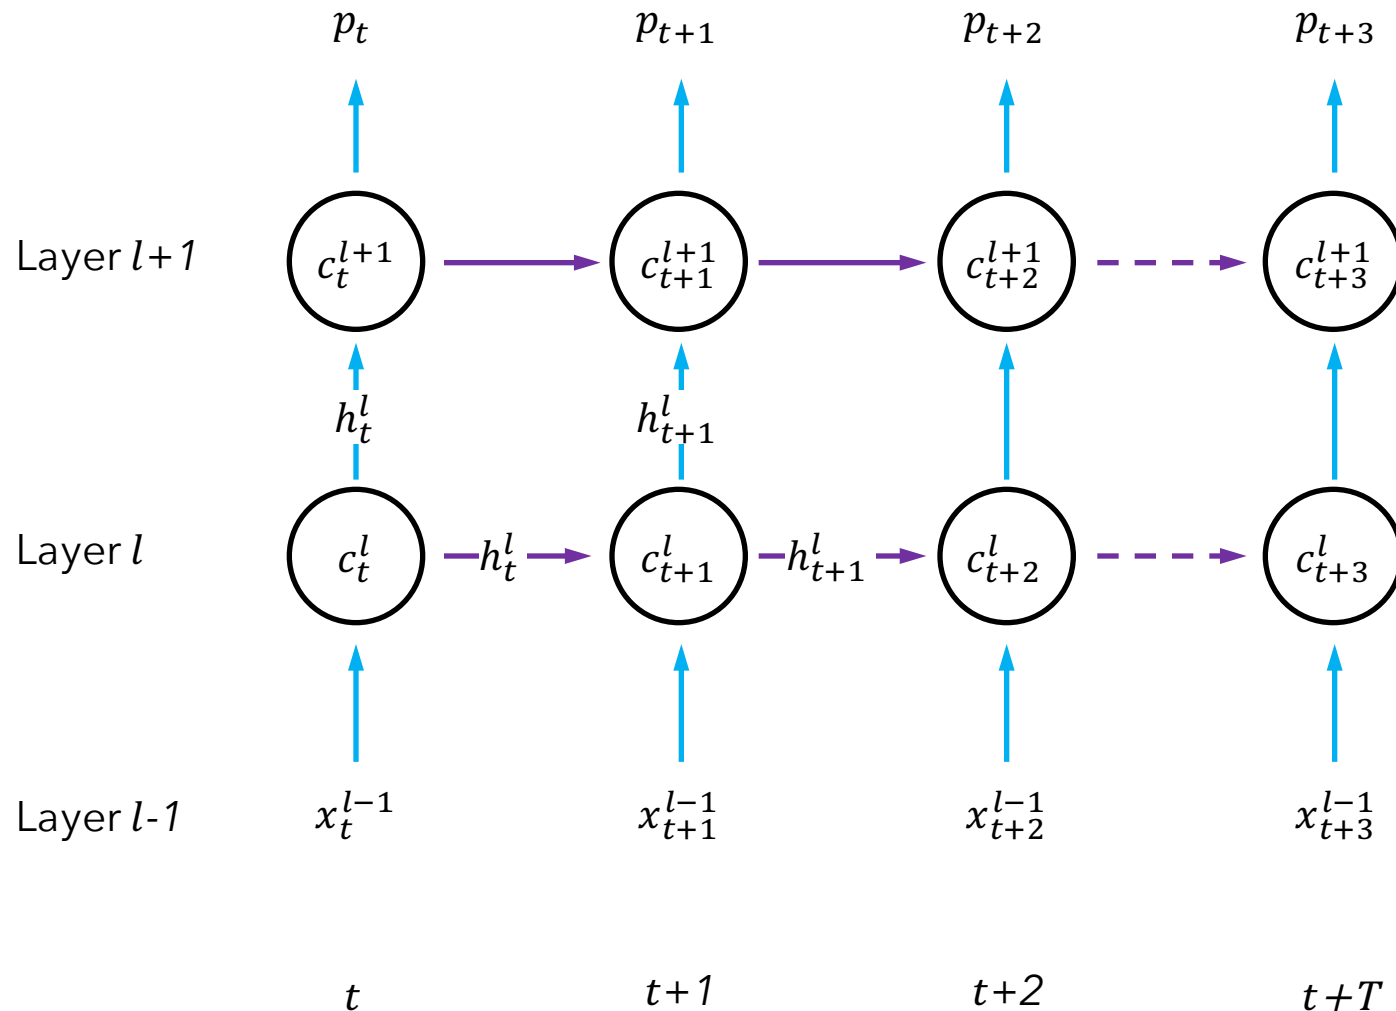 p_t p_{t+1} p_{t+2} p_{t+3}
Layer l+1 c_t^{l+1} c_{t+1}^{l+1} c_{t+2}^{l+1} c_{t+3}^{l+1}
h_t^l h_{t+1}^l
Layer l c_t^l h_t^l c_{t+1}^l h_{t+1}^l c_{t+2}^l c_{t+3}^l
Layer l-1 x_t^{l-1} x_{t+1}^{l-1} x_{t+2}^{l-1} x_{t+3}^{l-1}
t t+1 t+2 t+T